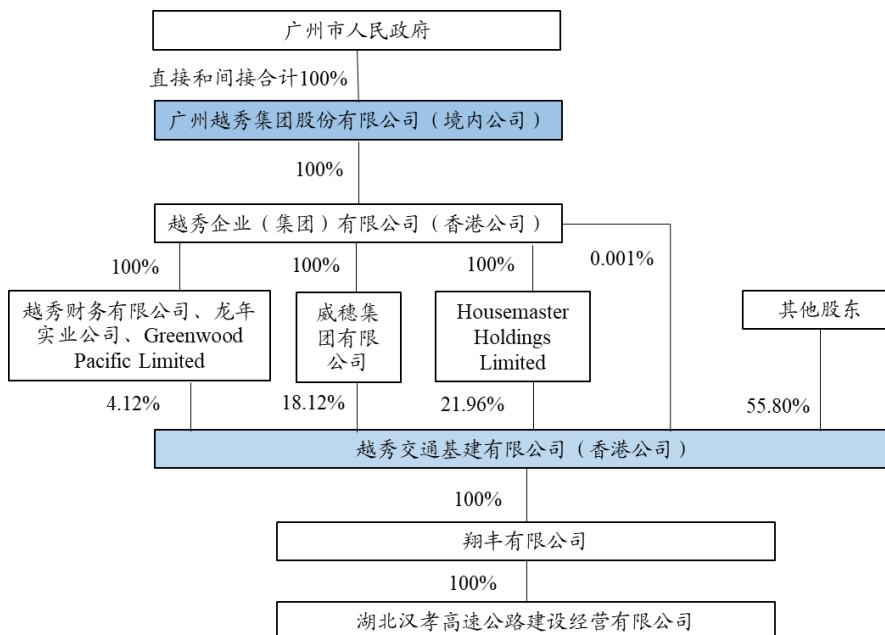 广州市人民政府
直接和间接合计100%
广州越秀集团股份有限公司（境内公司）
100%
越秀企业（集团）有限公司（香港公司）
100%
100%
100%
0.001%
越秀财务有限公司、龙年
实业公司、Greenwood
Pacific Limited
威穗集
团有限
公司
Housemaster
Holdings
Limited
其他股东
4.12%
18.12%
21.96%
55.80%
越秀交通基建有限公司（香港公司）
100%
翔丰有限公司
100%
湖北汉孝高速公路建设经营有限公司